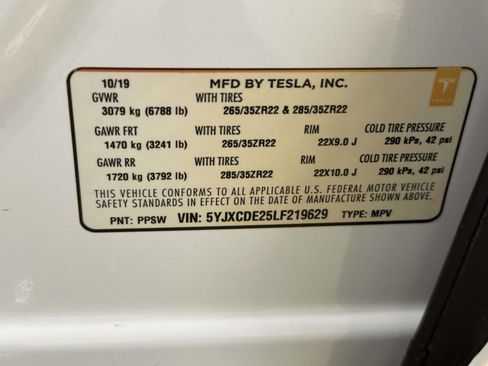 10/19 MFD BY TESLA, INC.
GVWR WITH TIRES
3079 kg (6788 lb) 265/35ZR22 & 285/35ZR22
GAWR FRT WITH TIRES RIM COLD TIRE PRESSURE
1470 kg (3241 lb) 265/35ZR22 22X9.0 J 290 kPa, 42 psi
GAWR RR WITH TIRES RIM COLD TIRE PRESSURE
1720 kg (3792 lb) 285/35ZR22 22X10.0 J 290 kPa, 42 psi
THIS VEHICLE CONFORMS TO ALL APPLICABLE U.S. FEDERAL MOTOR VEHICLE
SAFETY STANDARDS IN EFFECT ON THE DATE OF MANUFACTURE SHOWN ABOVE.
PNT: PPSW VIN: 5YJXCDE25LF219629 TYPE: MPV